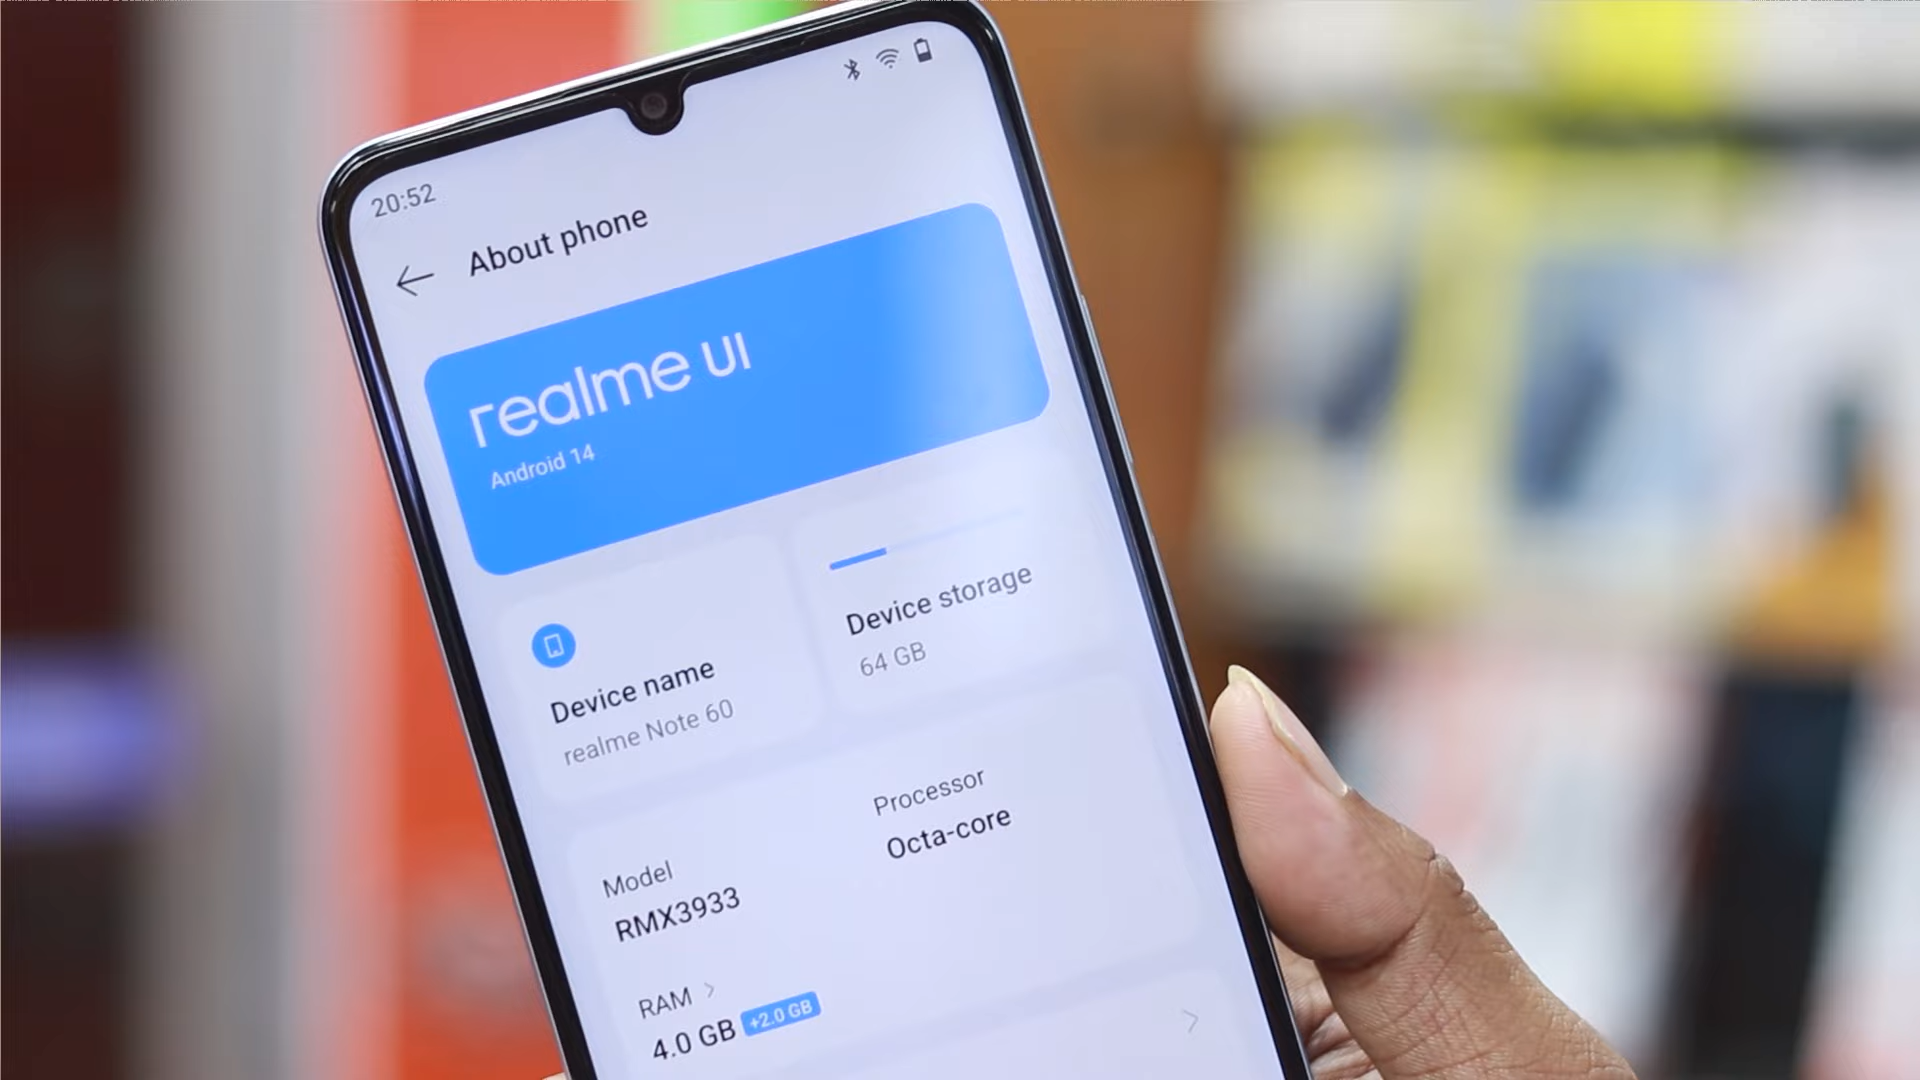 20:52
About phone
realme UI
Android 14
Device name
realme Note 60
Device storage
64 GB
Model
RMX3933
Processor
Octa-core
RAM >
4.0 GB +2.0 GB